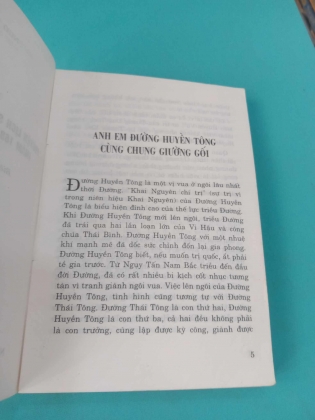 ANH EM ĐƯỜNG HUYỀN TÔNG
CÙNG CHUNG GIƯỜNG GỐI
Đường Huyền Tông là một vị vua ở ngôi lâu nhất
thời Đường. "Khai Nguyên chi trị" (sự trị vì
trong niên hiệu Khai Nguyên) của Đường Huyền
Tông là biểu hiện đỉnh cao của thế lực triều Đường.
Khi Đường Huyền Tông mới lên ngôi, triều Đường
đã trải qua hai lần loạn lớn của Vi Hậu và công
chúa Thái Bình. Đường Huyền Tông với một nhuệ
khí mạnh mẽ đã dốc sức chỉnh đốn lại gia phong.
Đường Huyền Tông biết, nếu muốn trị quốc, ắt phải
tề gia trước. Từ Ngụy Tấn Nam Bắc triều đến đầu
đời Đường, đã có rất nhiều bi kịch cốt nhục tương
tàn vì tranh giành ngôi vua. Việc lên ngôi của Đường
Huyền Tông, tình hình cũng tương tự với Đường
Thái Tông. Đường Thái Tông là con thứ hai, Đường
Huyền Tông là con thứ ba, cả hai đều không phải
là con trưởng, cùng lập được kỳ công, giành được
5